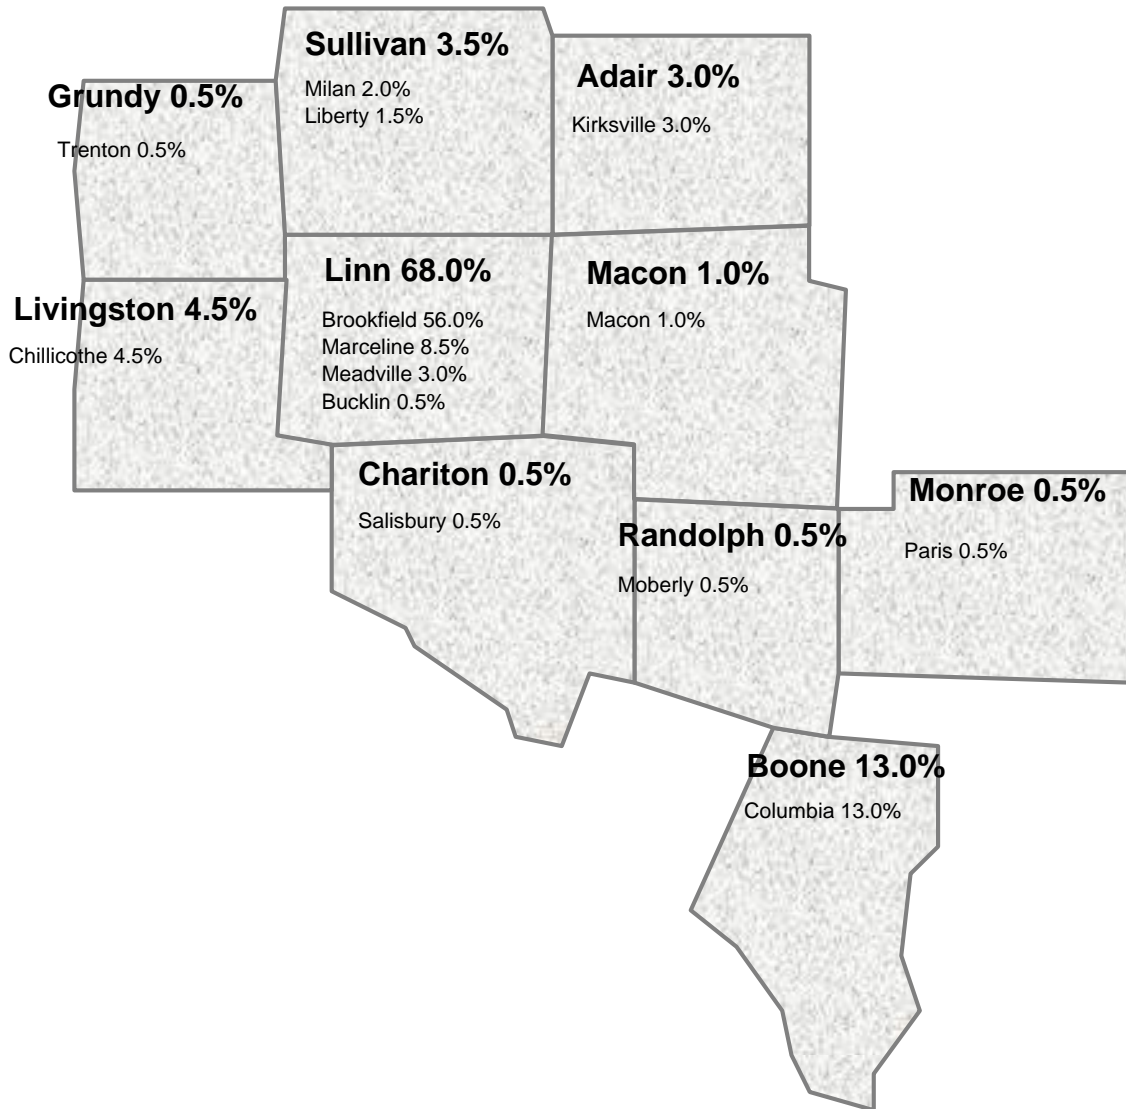 Sullivan 3.5%
Milan 2.0%
Liberty 1.5%
Adair 3.0%
Kirksville 3.0%
Grundy 0.5%
Trenton 0.5%
Linn 68.0%
Brookfield 56.0%
Marceline 8.5%
Meadville 3.0%
Bucklin 0.5%
Macon 1.0%
Macon 1.0%
Livingston 4.5%
Chillicothe 4.5%
Chariton 0.5%
Salisbury 0.5%
Randolph 0.5%
Moberly 0.5%
Monroe 0.5%
Paris 0.5%
Boone 13.0%
Columbia 13.0%